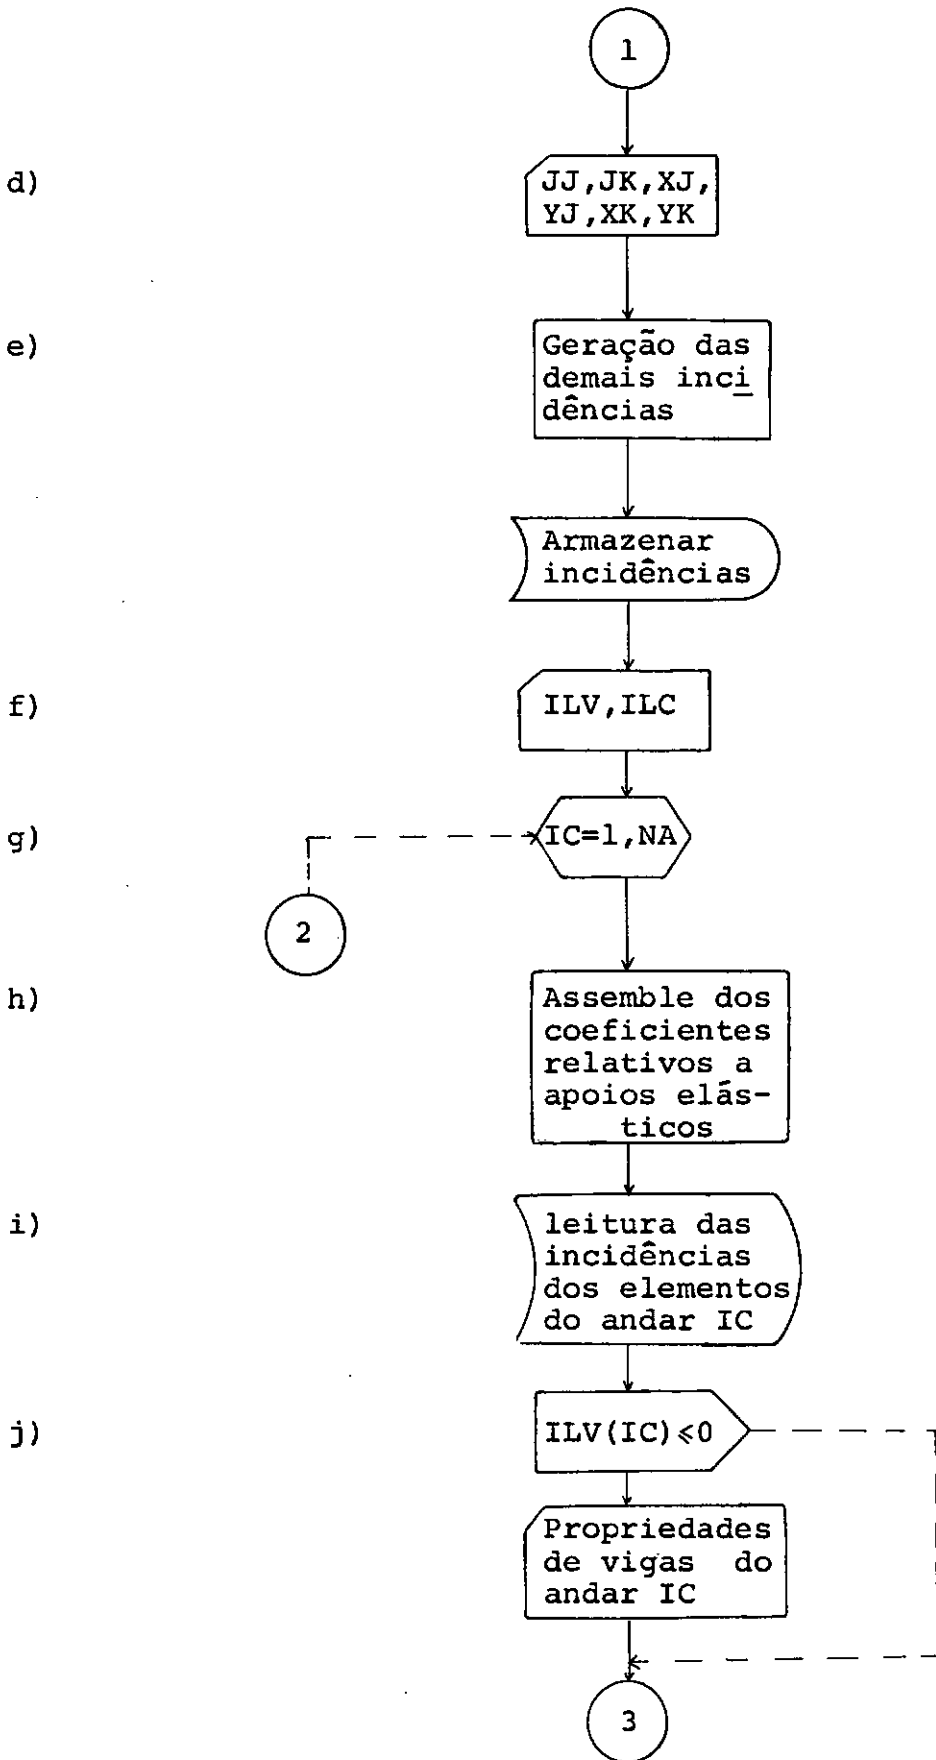 1
d)
JJ,JK,XJ,
YJ,XK,YK
e)
Geração das
demais inci
dências
Armazenar
incidências
f)
ILV,ILC
g)
IC=1,NA
2
h)
Assemble dos
coeficientes
relativos a
apoios elás-
ticos
i)
leitura das
incidências
dos elementos
do andar IC
j)
ILV(IC)≤0
Propriedades
de vigas do
andar IC
3